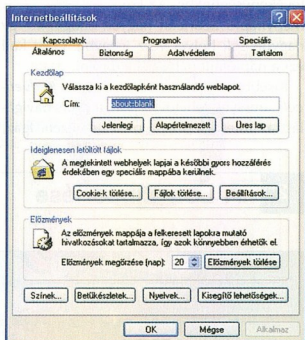 Internetbeállítások
Kapcsolatok Programok Speciális
Általános Biztonság Adatvédelem Tartalom
Kezdőlap
Válassza ki a kezdőlapként használandó weblapot.
Cím: about:blank
Jelenlegi Alapértelmezett Üres lap
Ideiglenesen letöltött fájlok
A megtekintett webhelyek lapjai a későbbi gyors hozzáférés
érdekében egy speciális mappába kerülnek.
Cookie-k törlése... Fájlok törlése... Beállítások...
Előzmények
Az előzmények mappája a felkeresett lapokra mutató
hivatkozásokat tartalmazza, így azok könnyebben érhetők el.
Előzmények megőrzése (nap): 20 Előzmények törlése
Színek... Betűkészletek... Nyelvek... Kisegítő lehetőségek...
OK Mégse Alkalmaz